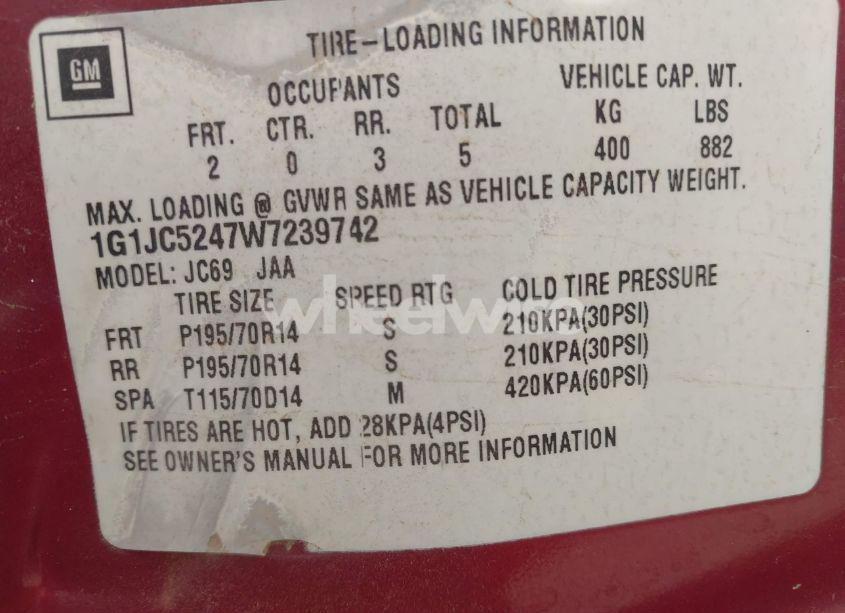 GM
TIRE-LOADING INFORMATION
OCCUPANTS VEHICLE CAP. WT.
FRT. CTR. RR. TOTAL KG LBS
2 0 3 5 400 882
MAX. LOADING @ GVWR SAME AS VEHICLE CAPACITY WEIGHT.
1G1JC5247W7239742
MODEL: JC69 JAA
TIRE SIZE SPEED RTG COLD TIRE PRESSURE
FRT P195/70R14 S 210KPA(30PSI)
RR P195/70R14 S 210KPA(30PSI)
SPA T115/70D14 M 420KPA(60PSI)
IF TIRES ARE HOT, ADD 28KPA(4PSI)
SEE OWNER'S MANUAL FOR MORE INFORMATION